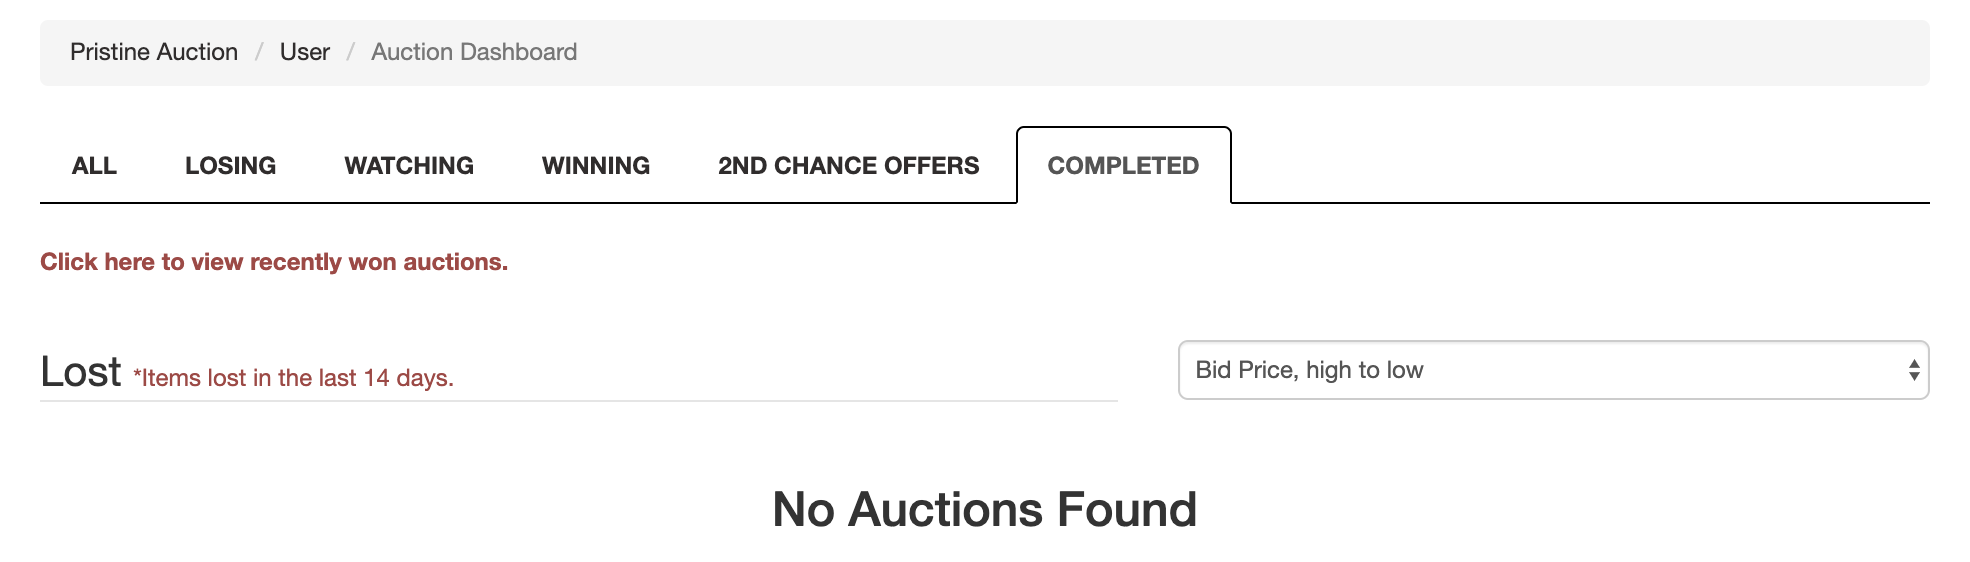 Pristine Auction / User / Auction Dashboard
ALL LOSING WATCHING WINNING 2ND CHANCE OFFERS COMPLETED
Click here to view recently won auctions.
Lost *Items lost in the last 14 days.
Bid Price, high to low
No Auctions Found